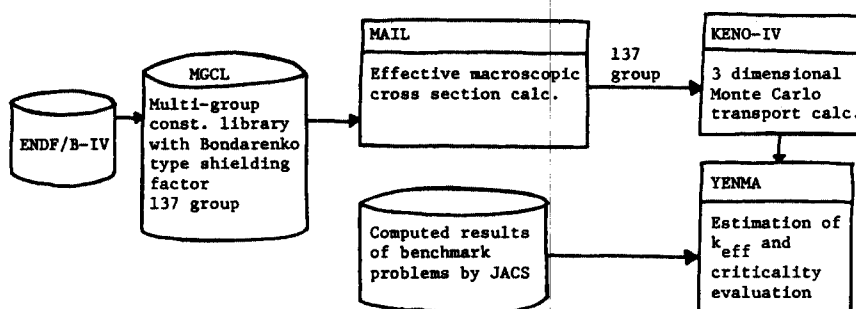 ENDF/B-IV
MGCL
Multi-group
const. library
with Bondarenko
type shielding
factor
137 group
MAIL
Effective macroscopic
cross section calc.
137
group
KENO-IV
3 dimensional
Monte Carlo
transport calc.
Computed results
of benchmark
problems by JACS
YENMA
Estimation of
k_eff and
criticality
evaluation